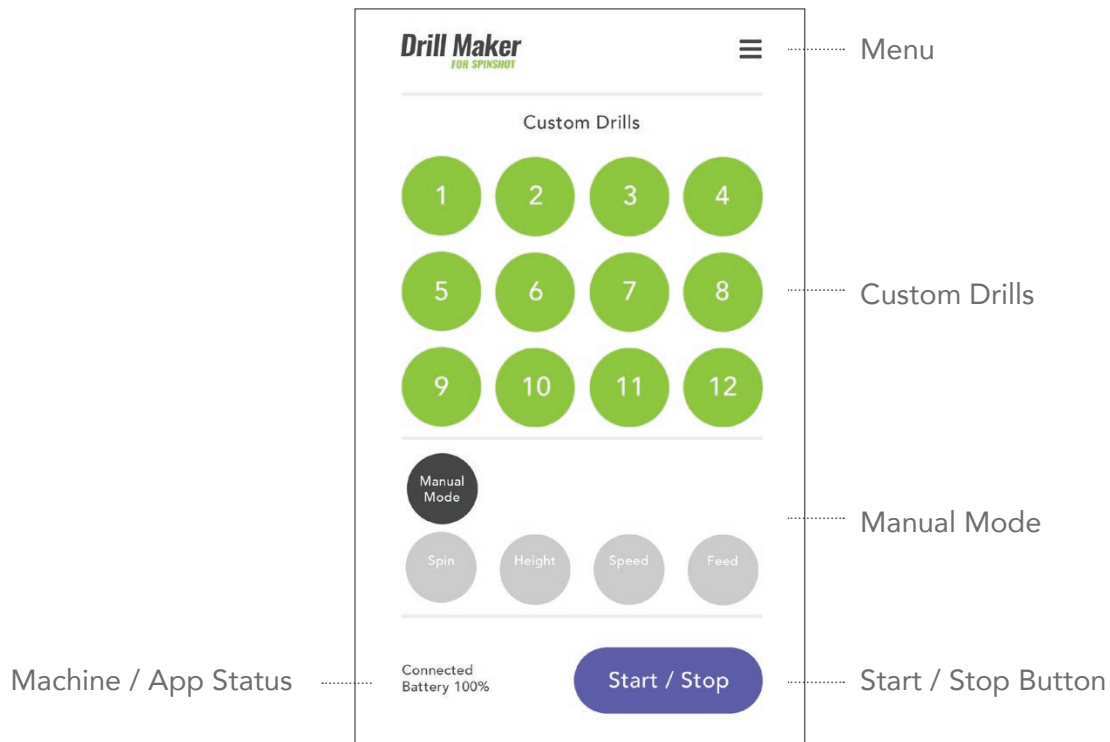 Drill Maker
FOR SPINSHOT
Menu
Custom Drills
1 2 3 4
5 6 7 8
Custom Drills
9 10 11 12
Manual
Mode
Manual Mode
Spin Height Speed Feed
Machine / App Status
Connected
Battery 100%
Start / Stop
Start / Stop Button